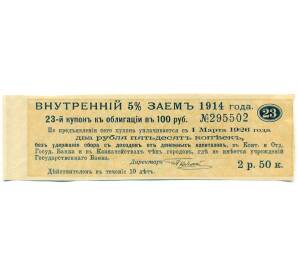 ВНУТРЕННІЙ 5% ЗАЕМЪ 1914 года.
23-й купонъ къ облигаціи въ 100 руб. №295502 23
По предъявленіи сего купона уплачивается съ 1 Марта 1926 года
два рубля пятьдесятъ копѣекъ,
безъ удержанія сбора съ доходовъ отъ денежныхъ капиталовъ, въ Конт. и Отд.
Госуд. Банка и въ Казначействахъ тѣхъ городовъ, гдѣ не имѣется учрежденій
Государственнаго Банка. Директоръ 2 р. 50 к.
Дѣйствителенъ въ теченіе 10 лѣтъ.